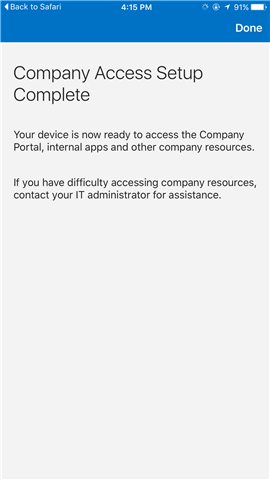 Back to Safari 4:15 PM 91%
Done
Company Access Setup
Complete
Your device is now ready to access the Company
Portal, internal apps and other company resources.
If you have difficulty accessing company resources,
contact your IT administrator for assistance.